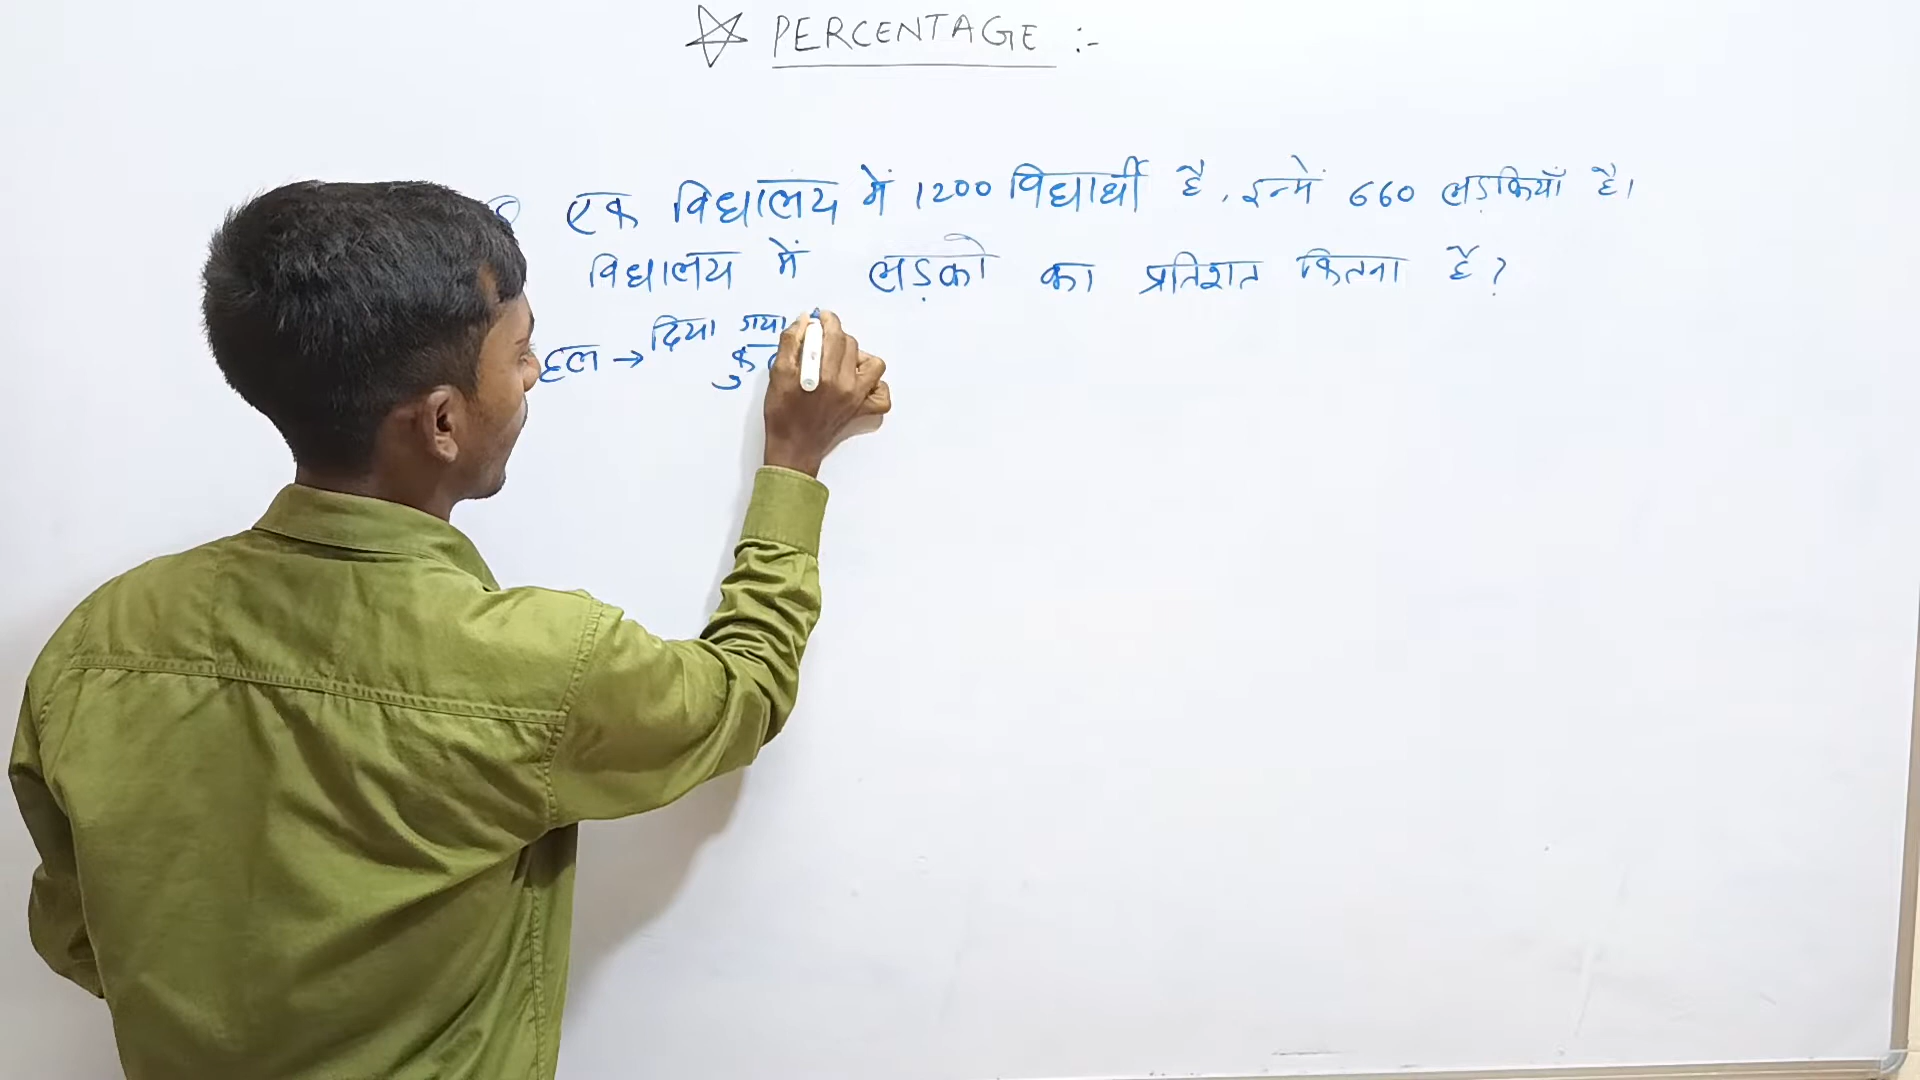 ☆ PERCENTAGE :-
एक विद्यालय में 1200 विद्यार्थी है, इनमें 660 लड़कियाँ है।
विद्यालय में लड़को का प्रतिशत कितना है?
हल → दिया गया